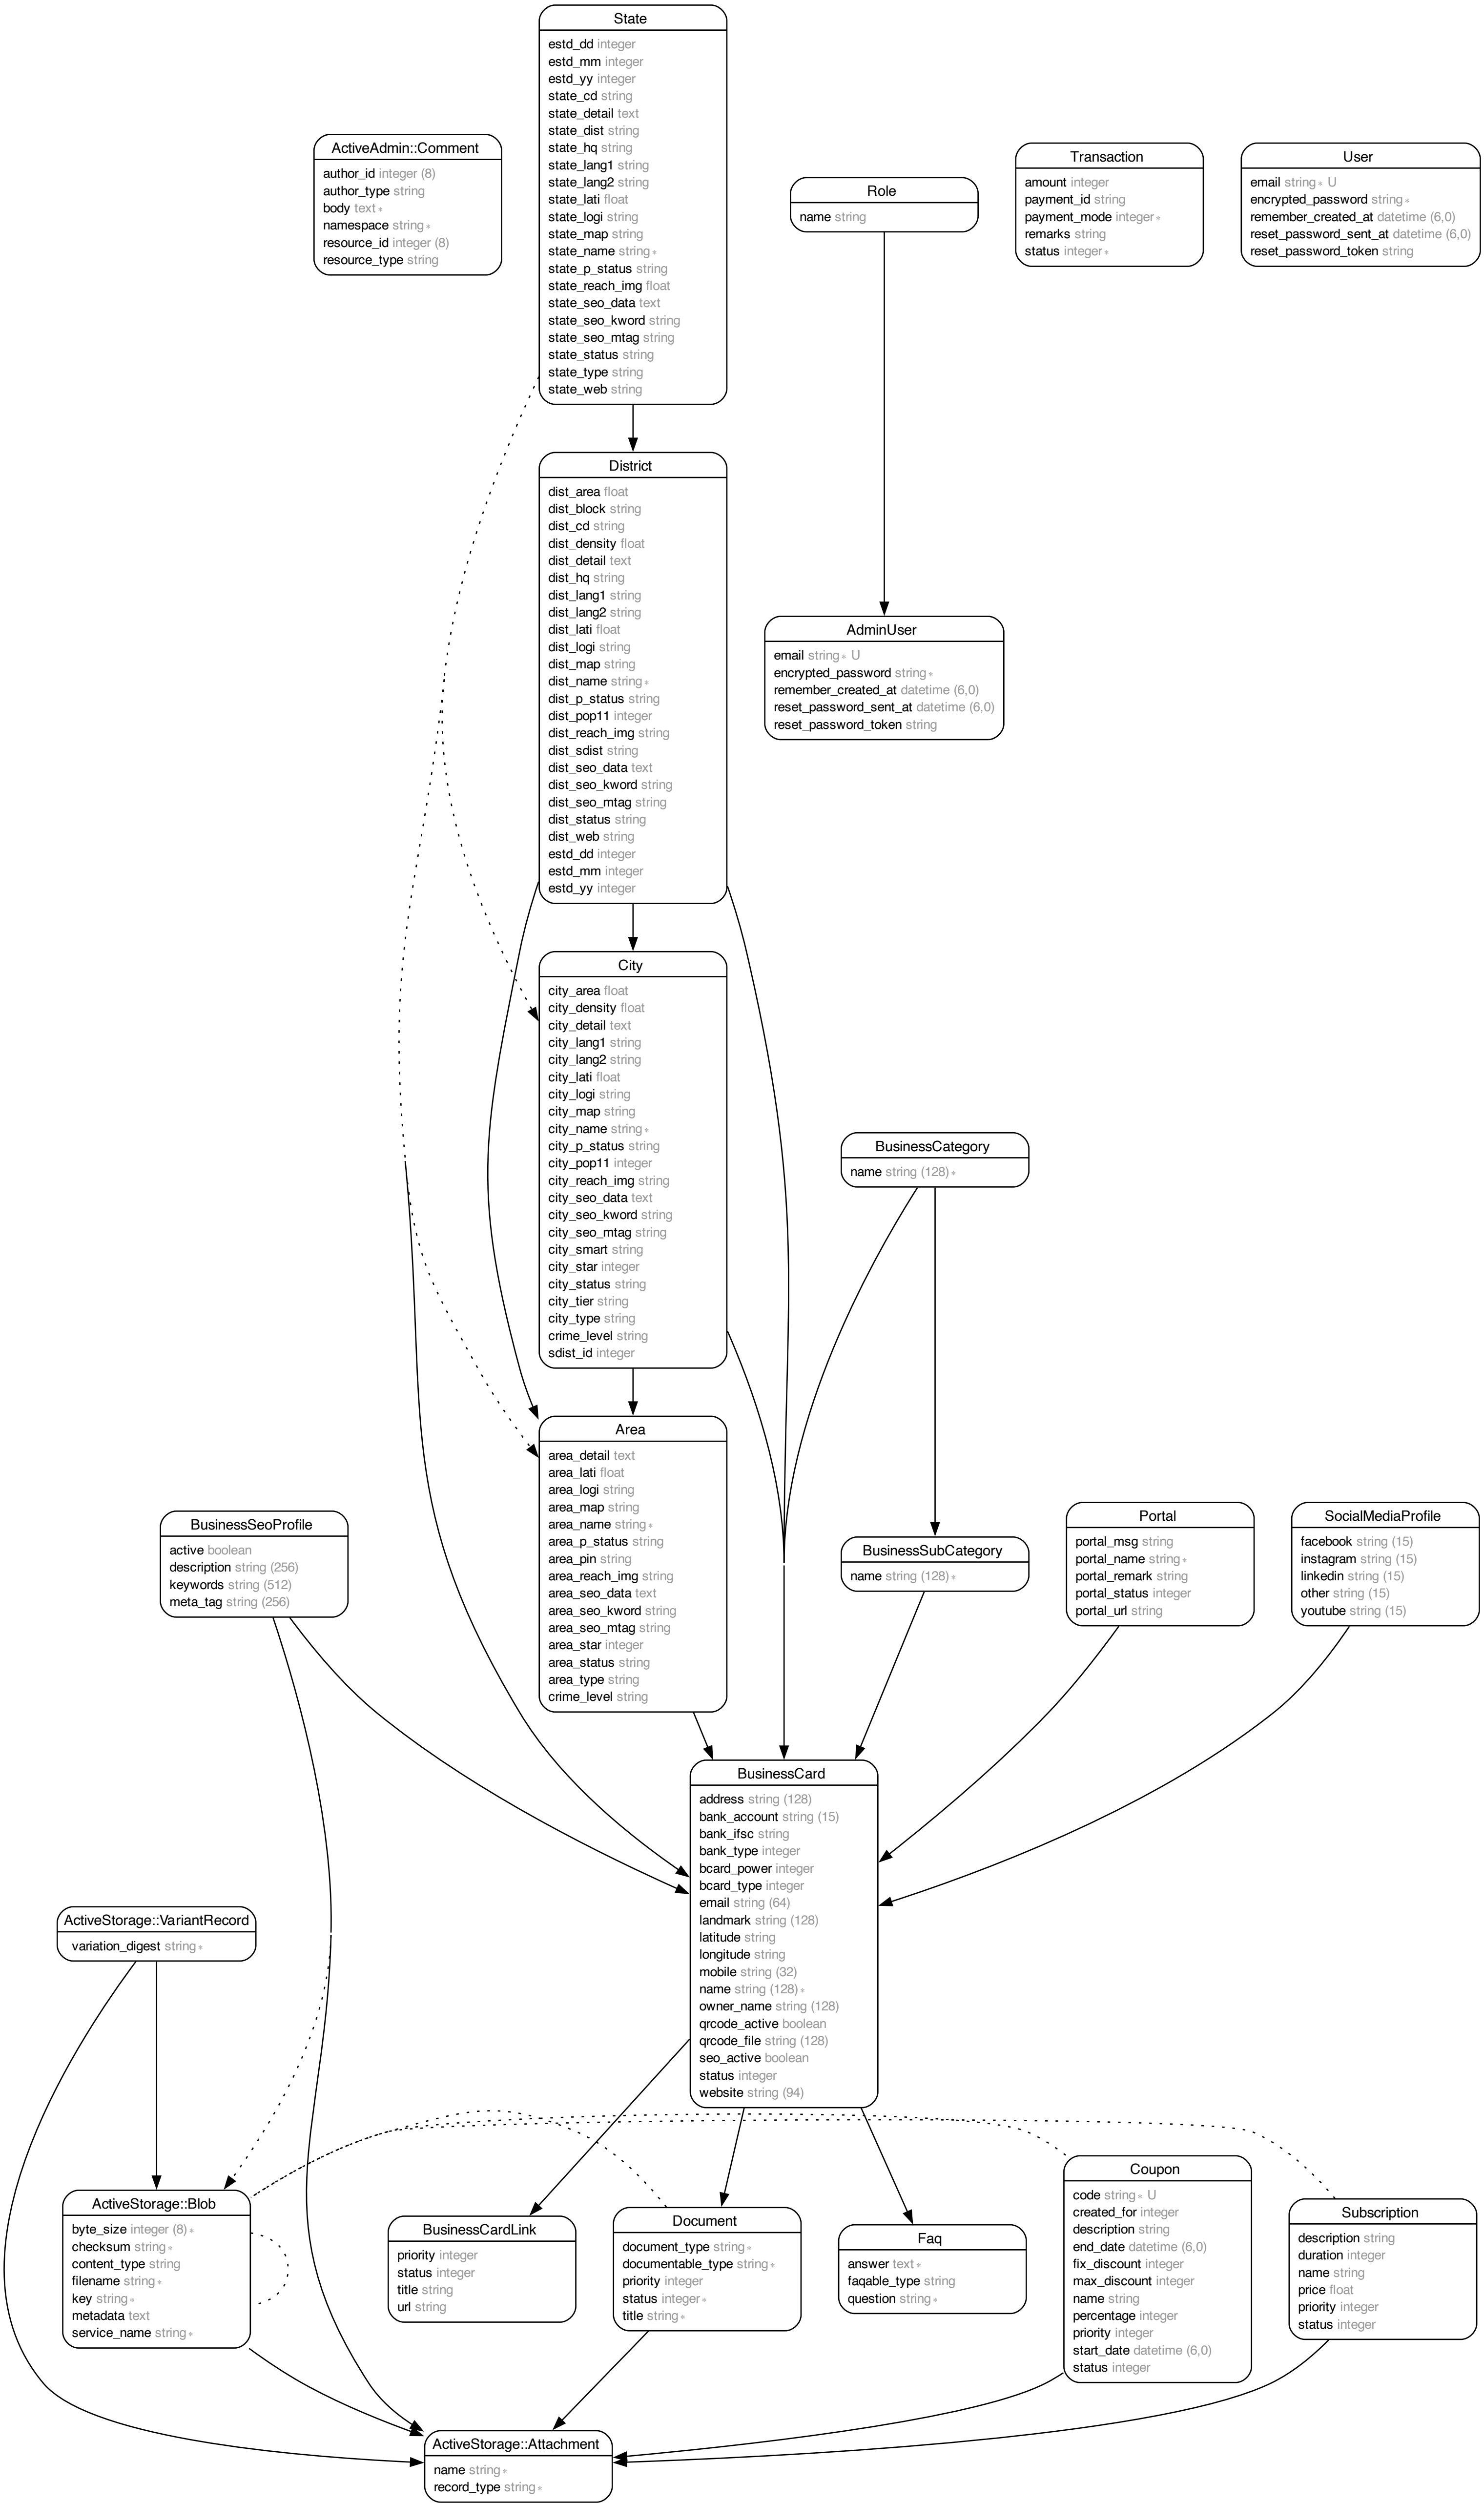 State
estd_dd integer
estd_mm integer
estd_yy integer
state_cd string
state_detail text
state_dist string
state_hq string
state_lang1 string
state_lang2 string
state_lati float
state_logi string
state_map string
state_name string∗
state_p_status string
state_reach_img float
state_seo_data text
state_seo_kword string
state_seo_mtag string
state_status string
state_type string
state_web string
ActiveAdmin::Comment
author_id integer (8)
author_type string
body text∗
namespace string∗
resource_id integer (8)
resource_type string
Role
name string
Transaction
amount integer
payment_id string
payment_mode integer∗
remarks string
status integer∗
User
email string∗ U
encrypted_password string∗
remember_created_at datetime (6,0)
reset_password_sent_at datetime (6,0)
reset_password_token string
District
dist_area float
dist_block string
dist_cd string
dist_density float
dist_detail text
dist_hq string
dist_lang1 string
dist_lang2 string
dist_lati float
dist_logi string
dist_map string
dist_name string∗
dist_p_status string
dist_pop11 integer
dist_reach_img string
dist_sdist string
dist_seo_data text
dist_seo_kword string
dist_seo_mtag string
dist_status string
dist_web string
estd_dd integer
estd_mm integer
estd_yy integer
AdminUser
email string∗ U
encrypted_password string∗
remember_created_at datetime (6,0)
reset_password_sent_at datetime (6,0)
reset_password_token string
City
city_area float
city_density float
city_detail text
city_lang1 string
city_lang2 string
city_lati float
city_logi string
city_map string
city_name string∗
city_p_status string
city_pop11 integer
city_reach_img string
city_seo_data text
city_seo_kword string
city_seo_mtag string
city_smart string
city_star integer
city_status string
city_tier string
city_type string
crime_level string
sdist_id integer
BusinessCategory
name string (128)∗
Area
area_detail text
area_lati float
area_logi string
area_map string
area_name string∗
area_p_status string
area_pin string
area_reach_img string
area_seo_data text
area_seo_kword string
area_seo_mtag string
area_star integer
area_status string
area_type string
crime_level string
BusinessSeoProfile
active boolean
description string (256)
keywords string (512)
meta_tag string (256)
BusinessSubCategory
name string (128)∗
Portal
portal_msg string
portal_name string∗
portal_remark string
portal_status integer
portal_url string
SocialMediaProfile
facebook string (15)
instagram string (15)
linkedin string (15)
other string (15)
youtube string (15)
BusinessCard
address string (128)
bank_account string (15)
bank_ifsc string
bank_type integer
bcard_power integer
bcard_type integer
email string (64)
landmark string (128)
latitude string
longitude string
mobile string (32)
name string (128)∗
owner_name string (128)
qrcode_active boolean
qrcode_file string (128)
seo_active boolean
status integer
website string (94)
ActiveStorage::VariantRecord
variation_digest string∗
ActiveStorage::Blob
byte_size integer (8)∗
checksum string∗
content_type string
filename string∗
key string∗
metadata text
service_name string∗
BusinessCardLink
priority integer
status integer
title string
url string
Document
document_type string∗
documentable_type string∗
priority integer
status integer∗
title string∗
Faq
answer text∗
faqable_type string
question string∗
Coupon
code string∗ U
created_for integer
description string
end_date datetime (6,0)
fix_discount integer
max_discount integer
name string
percentage integer
priority integer
start_date datetime (6,0)
status integer
Subscription
description string
duration integer
name string
price float
priority integer
status integer
ActiveStorage::Attachment
name string∗
record_type string∗